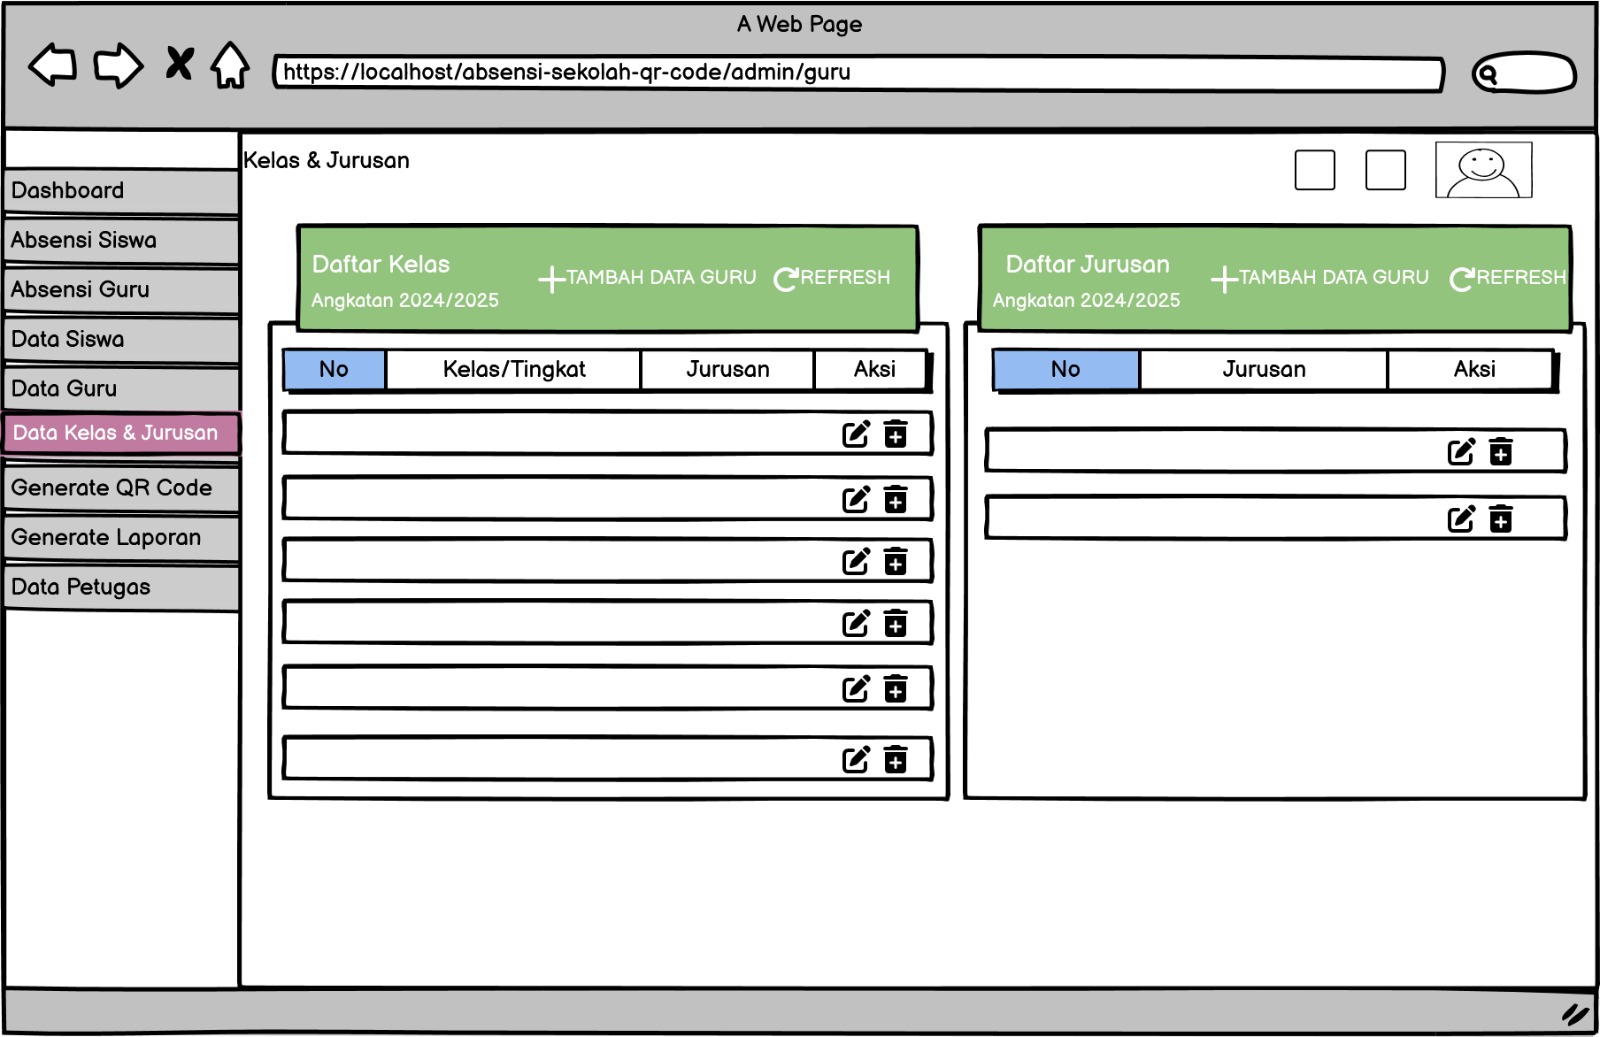 A Web Page
https://localhost/absensi-sekolah-qr-code/admin/guru
Kelas & Jurusan
Dashboard
Absensi Siswa
Absensi Guru
Data Siswa
Data Guru
Data Kelas & Jurusan
Generate QR Code
Generate Laporan
Data Petugas
Daftar Kelas
Angkatan 2024/2025
TAMBAH DATA GURU
REFRESH
No Kelas/Tingkat Jurusan Aksi
Daftar Jurusan
Angkatan 2024/2025
TAMBAH DATA GURU
REFRESH
No Jurusan Aksi